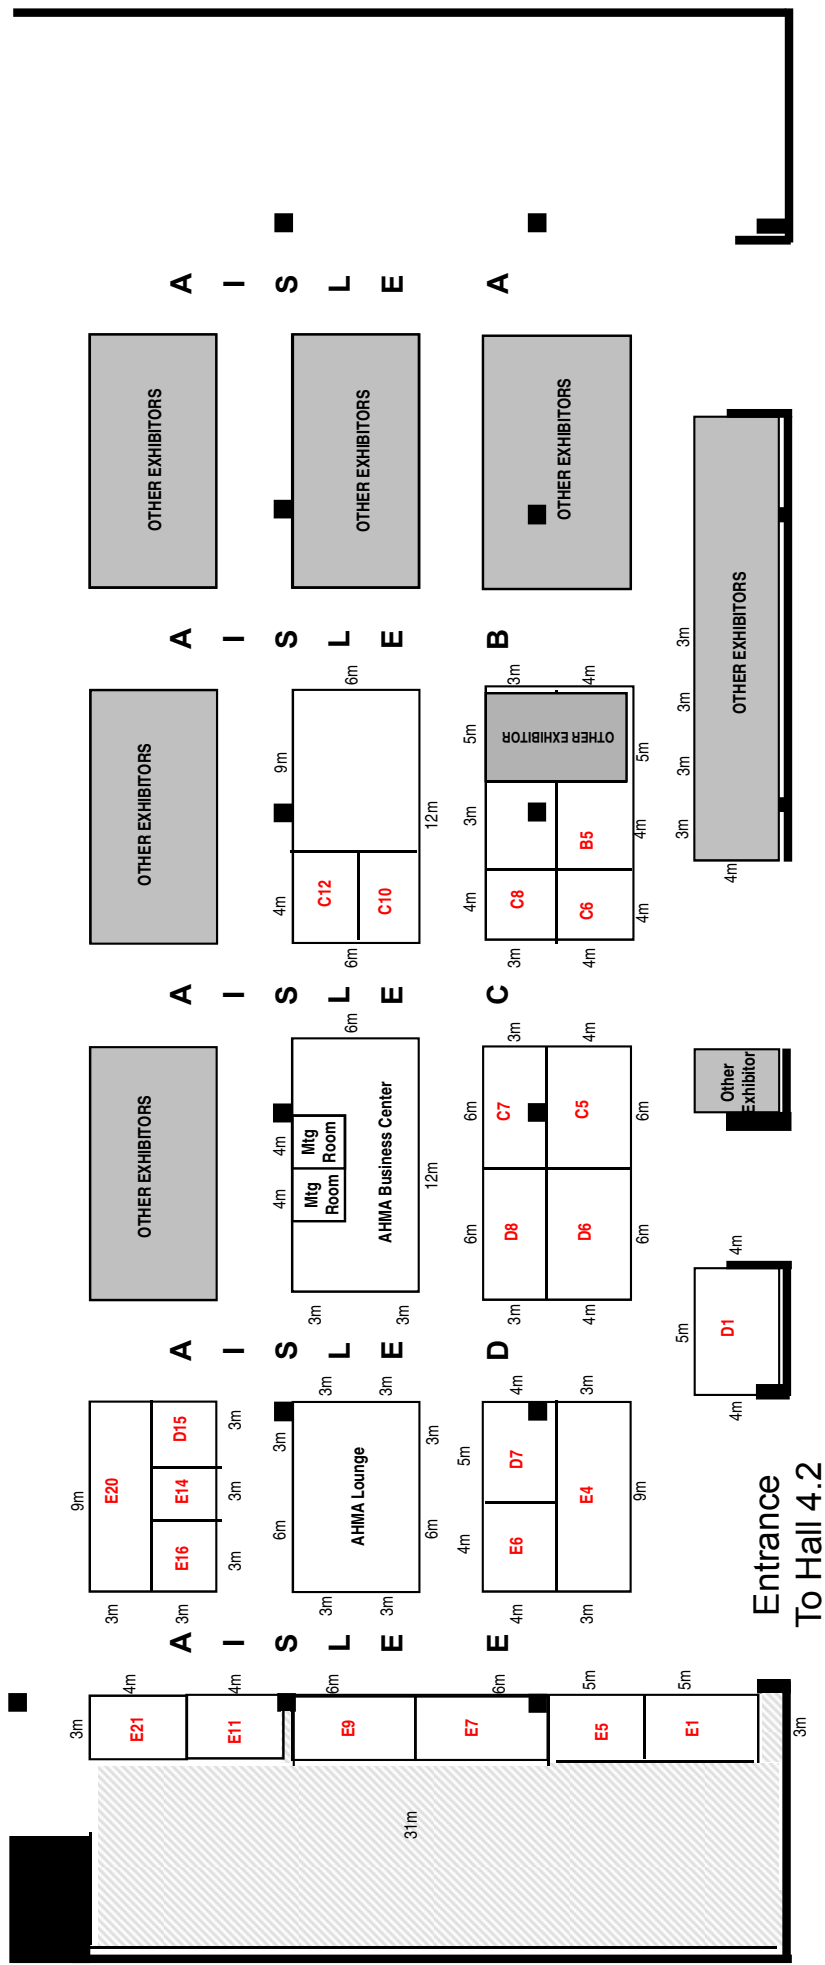 31m
3m
E21
4m
E11
4m
E9
6m
E7
6m
E5
5m
E1
5m
3m
A
I
S
L
E
E
9m
3m
E20
3m
E16
E14
D15
3m
3m
3m
6m
3m
3m
3m
AHMA Lounge
3m
3m
6m
3m
4m
5m
4m
E6
D7
4m
3m
E4
3m
9m
Entrance
To Hall 4.2
A
I
S
L
E
D
OTHER EXHIBITORS
4m
4m
Mtg
Room
Mtg
Room
3m
3m
6m
AHMA Business Center
12m
6m
6m
3m
D8
C7
3m
4m
D6
C5
4m
6m
6m
5m
4m
D1
4m
Other
Exhibitor
A
I
S
L
E
C
OTHER EXHIBITORS
4m
9m
C12
C10
6m
6m
12m
4m
3m
5m
3m
C8
3m
OTHER EXHIBITOR
4m
C6
B5
4m
4m
4m
5m
3m
3m
3m
3m
4m
OTHER EXHIBITORS
A
I
S
L
E
B
OTHER EXHIBITORS
OTHER EXHIBITORS
OTHER EXHIBITORS
A
I
S
L
E
A